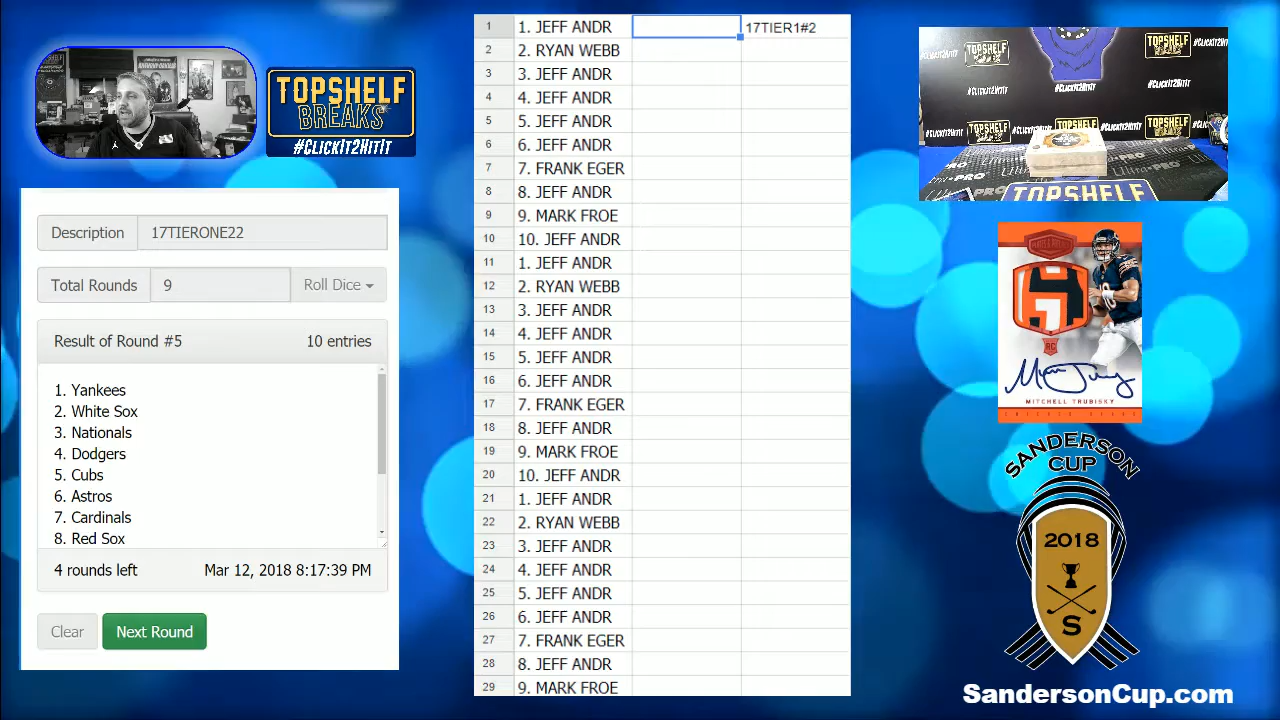 TOPSHELF
BREAKS
#CLICKIT2HITIT
Description
17TIERONE22
Total Rounds
9
Roll Dice
Result of Round #5
10 entries
1. Yankees
2. White Sox
3. Nationals
4. Dodgers
5. Cubs
6. Astros
7. Cardinals
8. Red Sox
4 rounds left
Mar 12, 2018 8:17:39 PM
Clear
Next Round
1 1. JEFF ANDR 17TIER1#2
2 2. RYAN WEBB
3 3. JEFF ANDR
4 4. JEFF ANDR
5 5. JEFF ANDR
6 6. JEFF ANDR
7 7. FRANK EGER
8 8. JEFF ANDR
9 9. MARK FROE
10 10. JEFF ANDR
11 1. JEFF ANDR
12 2. RYAN WEBB
13 3. JEFF ANDR
14 4. JEFF ANDR
15 5. JEFF ANDR
16 6. JEFF ANDR
17 7. FRANK EGER
18 8. JEFF ANDR
19 9. MARK FROE
20 10. JEFF ANDR
21 1. JEFF ANDR
22 2. RYAN WEBB
23 3. JEFF ANDR
24 4. JEFF ANDR
25 5. JEFF ANDR
26 6. JEFF ANDR
27 7. FRANK EGER
28 8. JEFF ANDR
29 9. MARK FROE
TOPSHELF
BREAKS
#CLICKIT2HITIT
TOPSHELF
RC
MITCHELL TRUBISKY
CHICAGO BEARS
SANDERSON
CUP
2018
S
SandersonCup.com